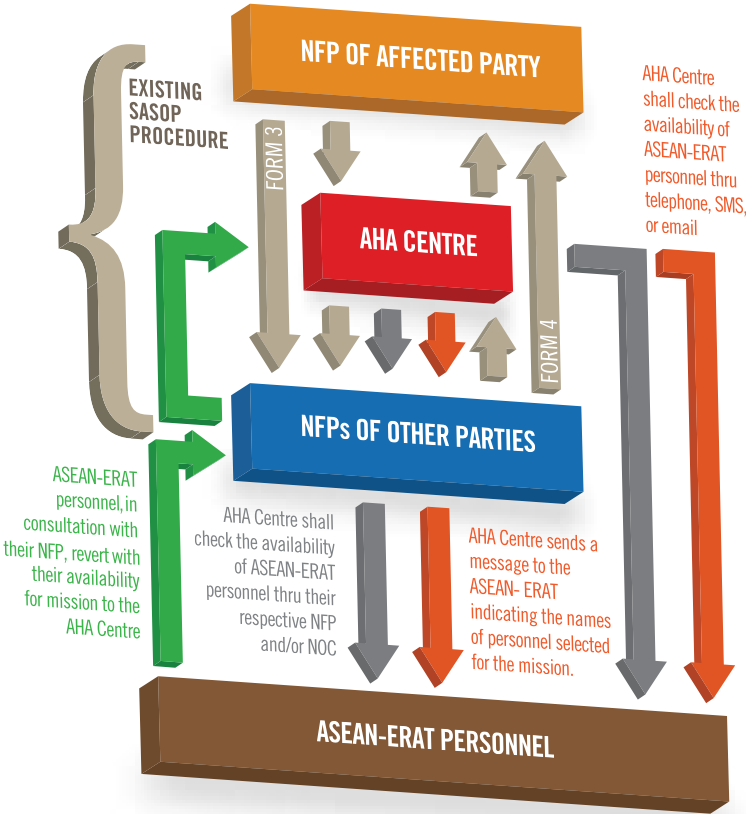 NFP OF AFFECTED PARTY
EXISTING
SASOP
PROCEDURE
FORM 3
AHA CENTRE
FORM 4
AHA Centre
shall check the
availability of
ASEAN-ERAT
personnel thru
telephone, SMS,
or email
NFPs OF OTHER PARTIES
ASEAN-ERAT
personnel, in
consultation with
their NFP, revert with
their availability
for mission to the
AHA Centre
AHA Centre shall
check the availability
of ASEAN-ERAT
personnel thru their
respective NFP
and/or NOC
AHA Centre sends a
message to the
ASEAN- ERAT
indicating the names
of personnel selected
for the mission.
ASEAN-ERAT PERSONNEL